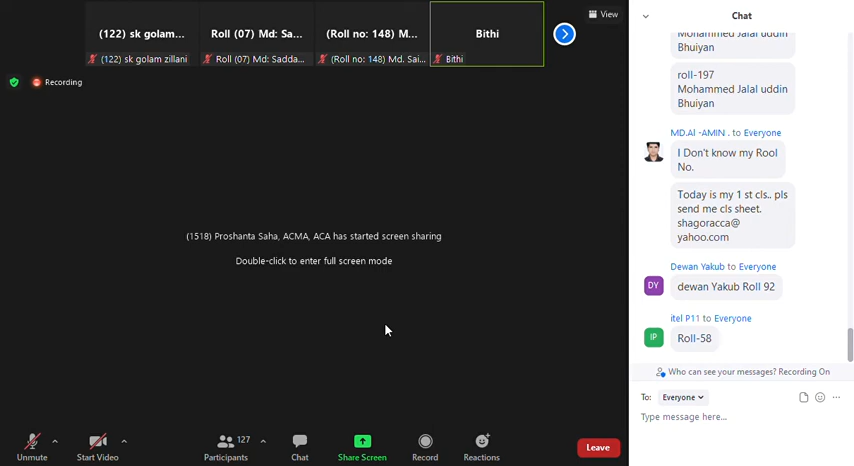 (122) sk golam...
Roll (07) Md: Sa...
(Roll no: 148) M...
Bithi
View
(122) sk golam zillani
Roll (07) Md: Sadda...
(Roll no: 148) Md. Sai...
Bithi
Recording
(1518) Proshanta Saha, ACMA, ACA has started screen sharing
Double-click to enter full screen mode
Unmute
Start Video
127
Participants
Chat
Share Screen
Record
Reactions
Leave
Chat
Mohammed Jalal uddin
Bhuiyan
roll-197
Mohammed Jalal uddin
Bhuiyan
MD.Al -AMIN . to Everyone
I Don't know my Rool
No.
Today is my 1 st cls.. pls
send me cls sheet.
shagoracca@
yahoo.com
Dewan Yakub to Everyone
DY
dewan Yakub Roll 92
itel P11 to Everyone
IP
Roll-58
Who can see your messages? Recording On
To: Everyone
Type message here...